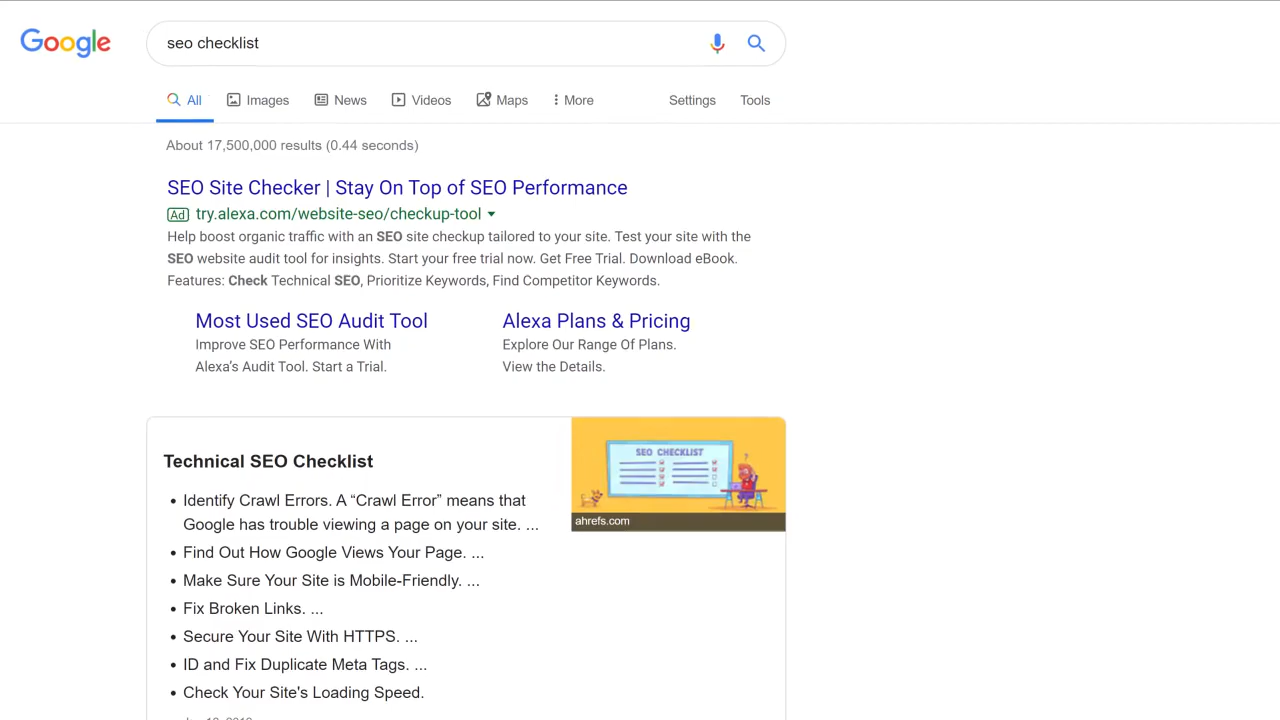 Google
seo checklist
All Images News Videos Maps More Settings Tools
About 17,500,000 results (0.44 seconds)
SEO Site Checker | Stay On Top of SEO Performance
Ad try.alexa.com/website-seo/checkup-tool
Help boost organic traffic with an SEO site checkup tailored to your site. Test your site with the
SEO website audit tool for insights. Start your free trial now. Get Free Trial. Download eBook.
Features: Check Technical SEO, Prioritize Keywords, Find Competitor Keywords.
Most Used SEO Audit Tool
Improve SEO Performance With
Alexa’s Audit Tool. Start a Trial.
Alexa Plans & Pricing
Explore Our Range Of Plans.
View the Details.
Technical SEO Checklist
• Identify Crawl Errors. A “Crawl Error” means that
Google has trouble viewing a page on your site. ...
• Find Out How Google Views Your Page. ...
• Make Sure Your Site is Mobile-Friendly. ...
• Fix Broken Links. ...
• Secure Your Site With HTTPS. ...
• ID and Fix Duplicate Meta Tags. ...
• Check Your Site's Loading Speed.
SEO CHECKLIST
ahrefs.com